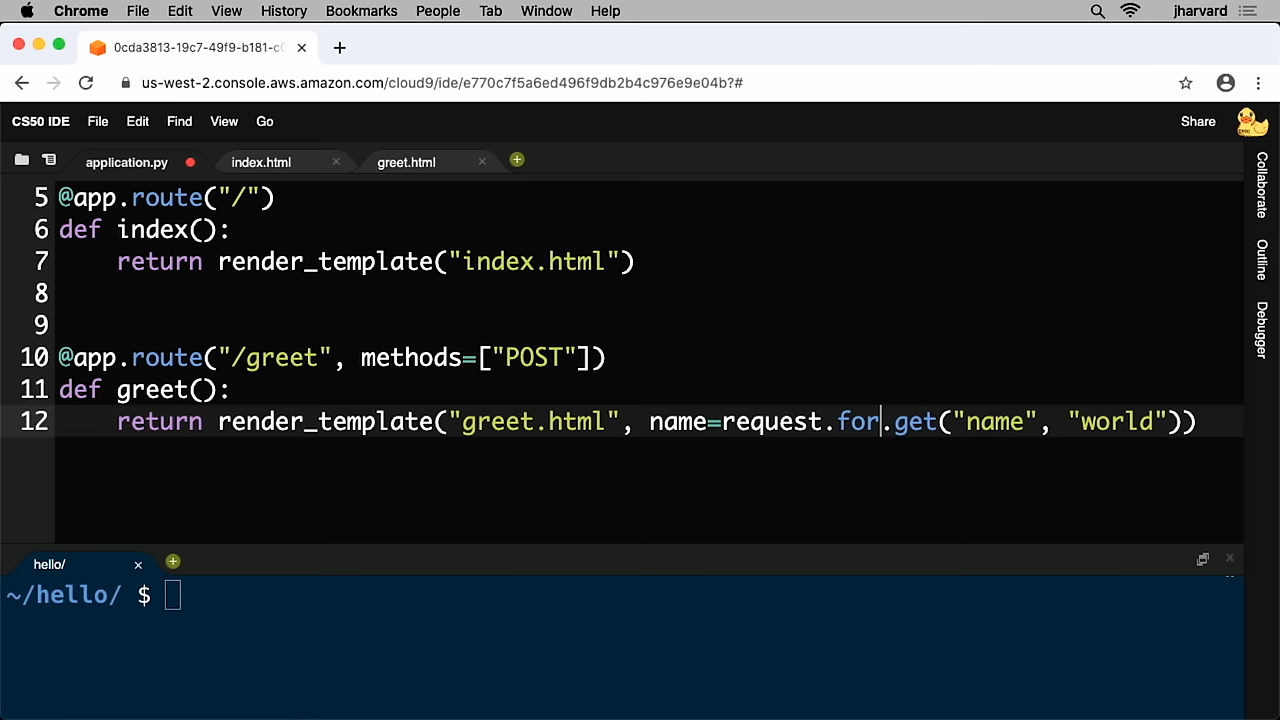 Chrome File Edit View History Bookmarks People Tab Window Help jharvard
0cda3813-19c7-49f9-b181-c0
us-west-2.console.aws.amazon.com/cloud9/ide/e770c7f5a6ed496f9db2b4c976e9e04b?#
CS50 IDE File Edit Find View Go Share
application.py index.html greet.html
5 @app.route("/")
6 def index():
7     return render_template("index.html")
8
9
10 @app.route("/greet", methods=["POST"])
11 def greet():
12     return render_template("greet.html", name=request.for.get("name", "world"))
Collaborate
Outline
Debugger
hello/
~/hello/ $